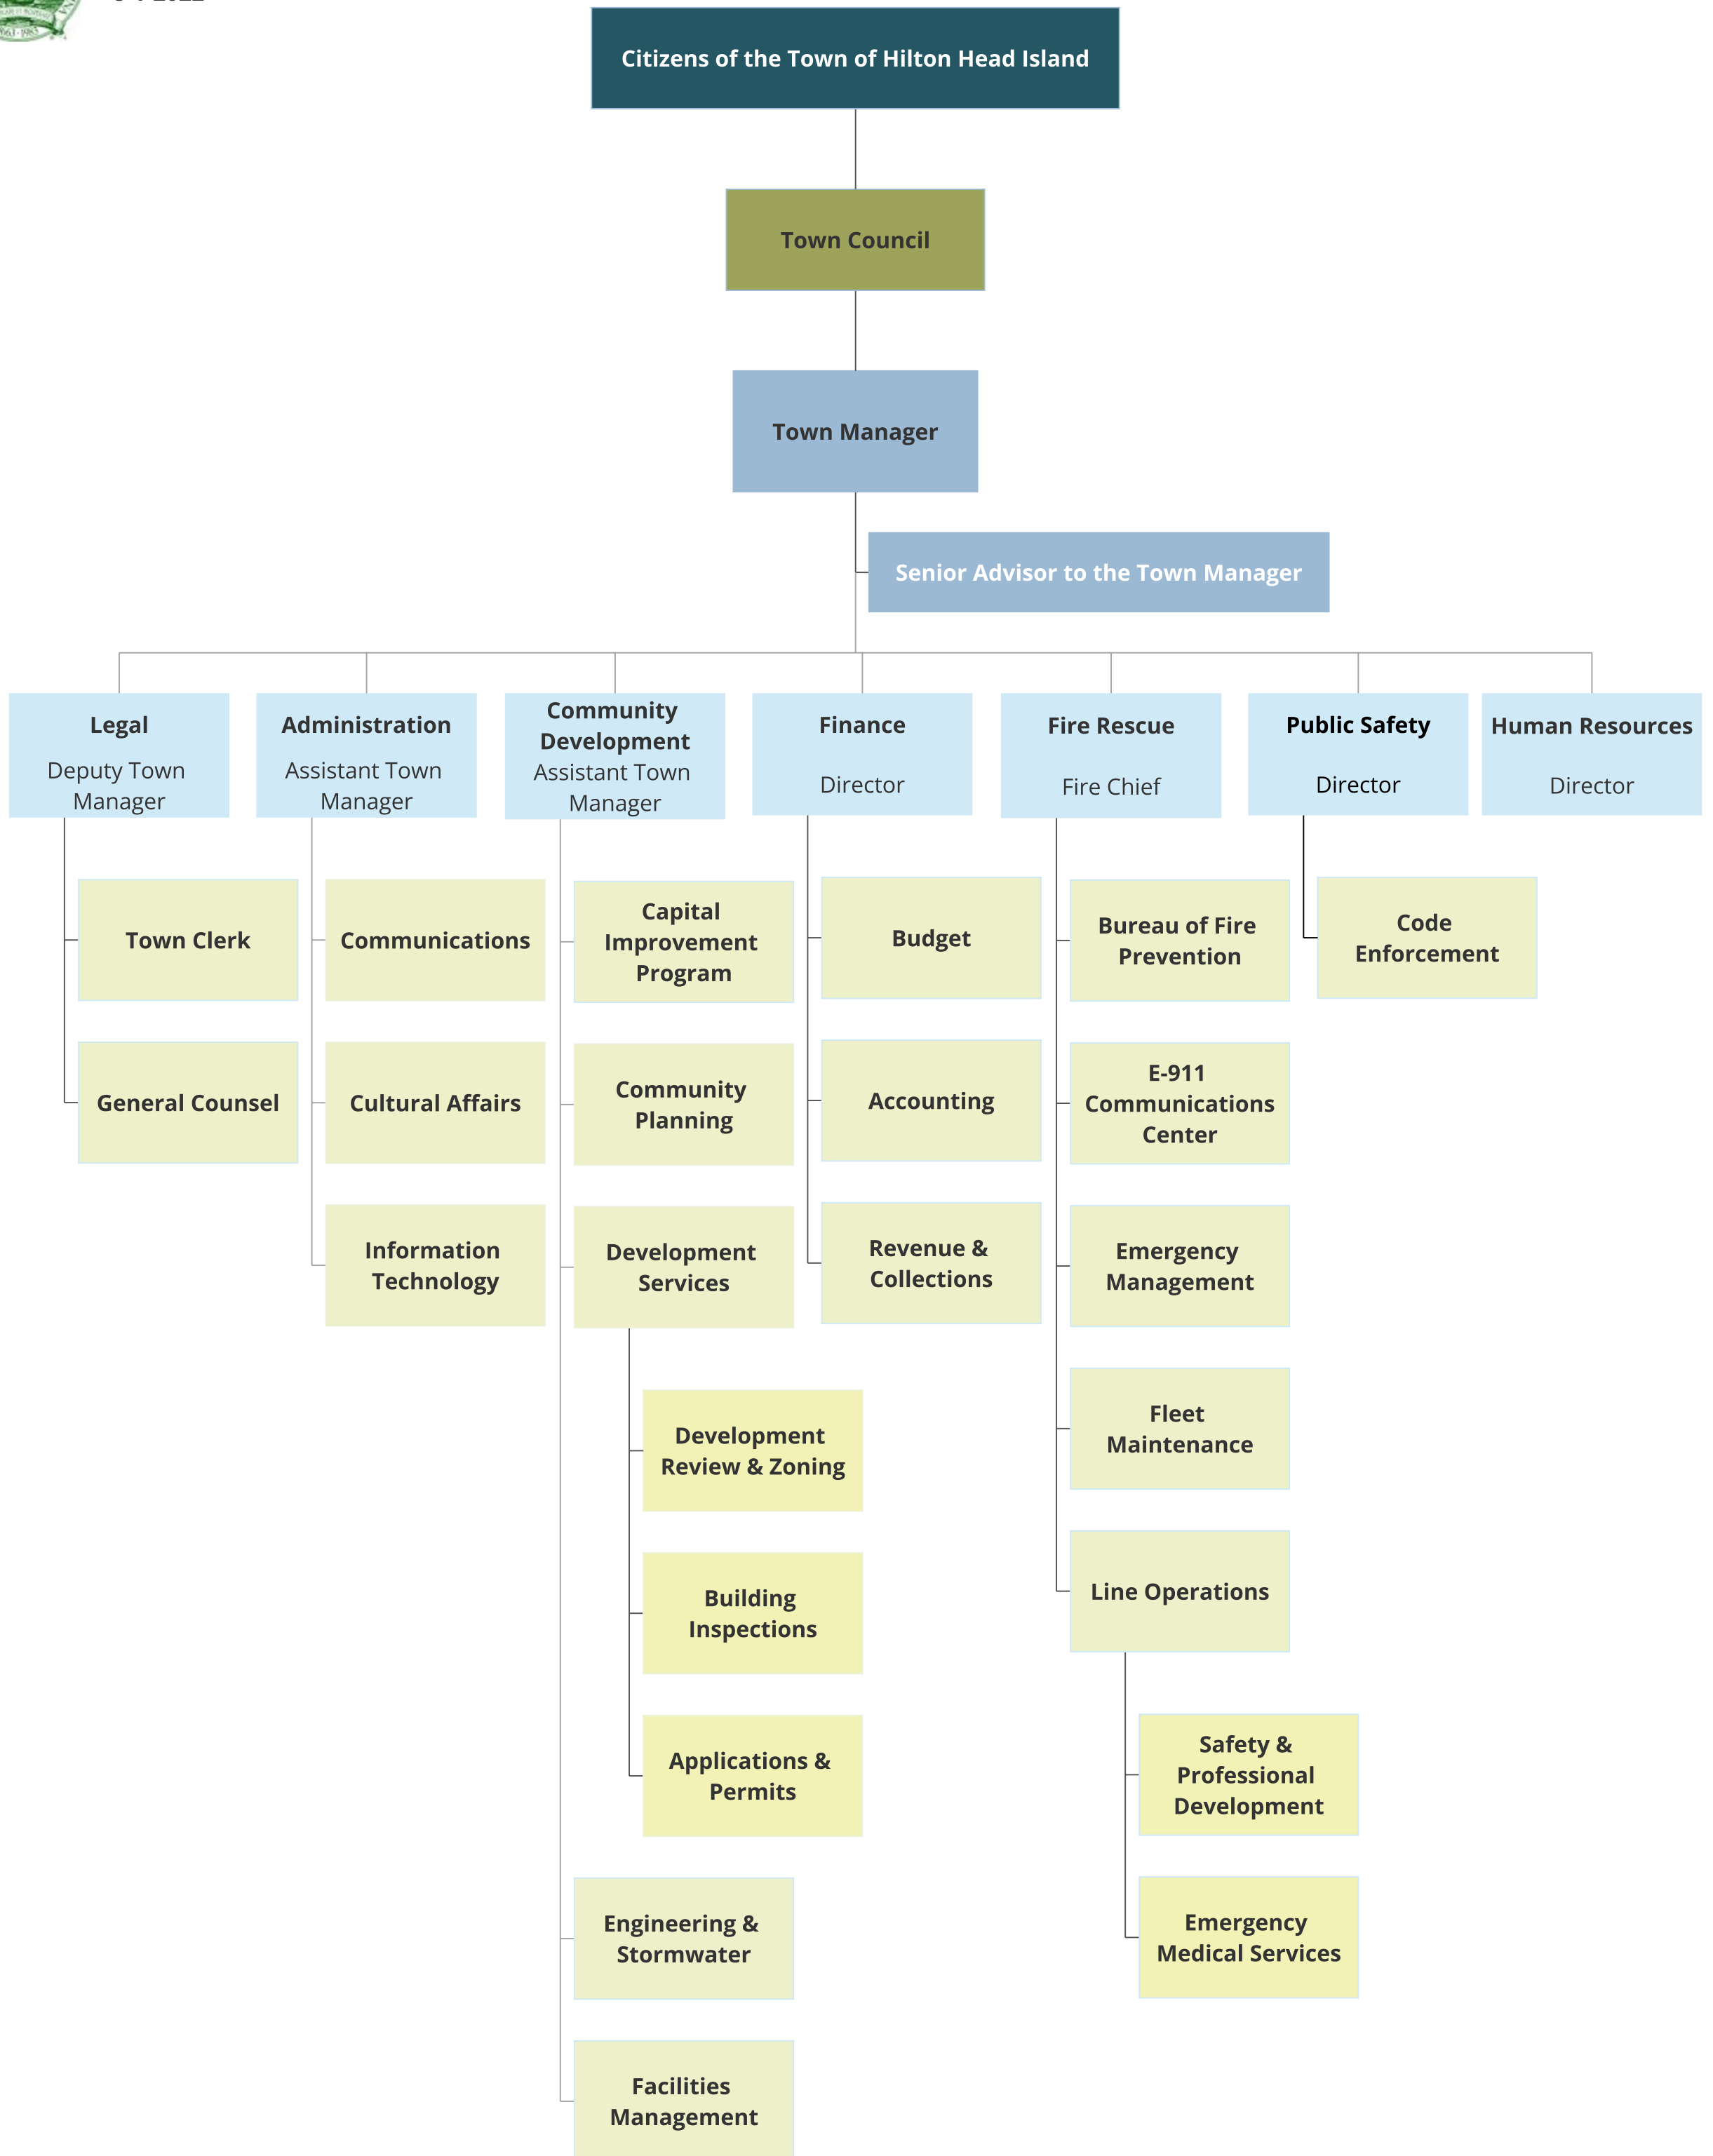 Citizens of the Town of Hilton Head Island
Town Council
Town Manager
Senior Advisor to the Town Manager
Legal
Deputy Town
Manager
Administration
Assistant Town
Manager
Community
Development
Assistant Town
Manager
Finance
Director
Fire Rescue
Fire Chief
Public Safety
Director
Human Resources
Director
Town Clerk
General Counsel
Communications
Cultural Affairs
Information
Technology
Capital
Improvement
Program
Community
Planning
Development
Services
Development
Review & Zoning
Building
Inspections
Applications &
Permits
Engineering &
Stormwater
Facilities
Management
Budget
Accounting
Revenue &
Collections
Bureau of Fire
Prevention
E-911
Communications
Center
Emergency
Management
Fleet
Maintenance
Line Operations
Safety &
Professional
Development
Emergency
Medical Services
Code
Enforcement